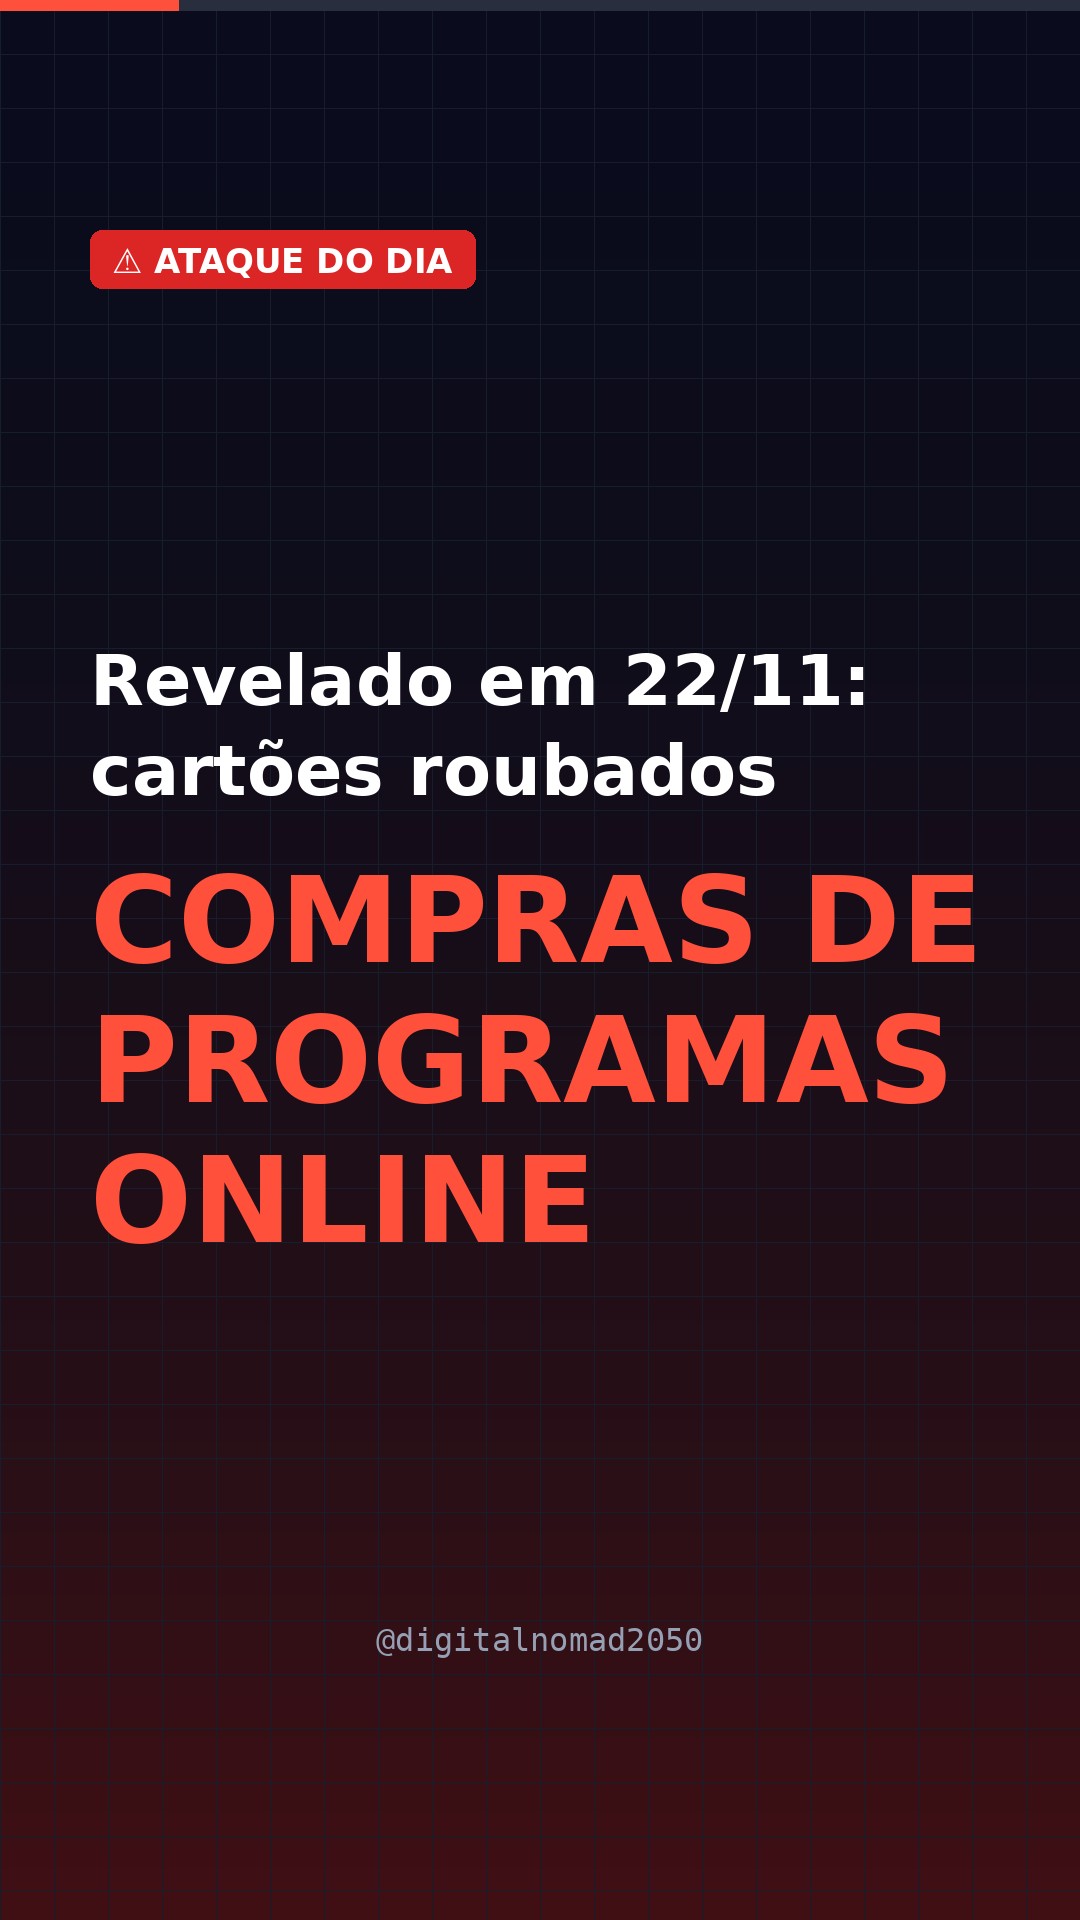 ⚠ ATAQUE DO DIA
Revelado em 22/11:
cartões roubados
COMPRAS DE
PROGRAMAS
ONLINE
@digitalnomad2050